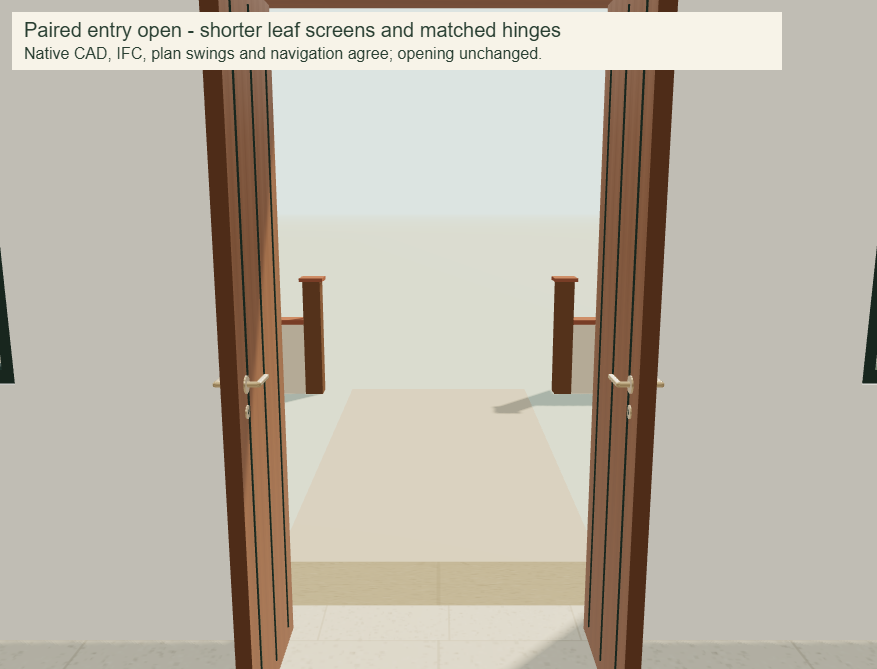 Paired entry open - shorter leaf screens and matched hinges
Native CAD, IFC, plan swings and navigation agree; opening unchanged.